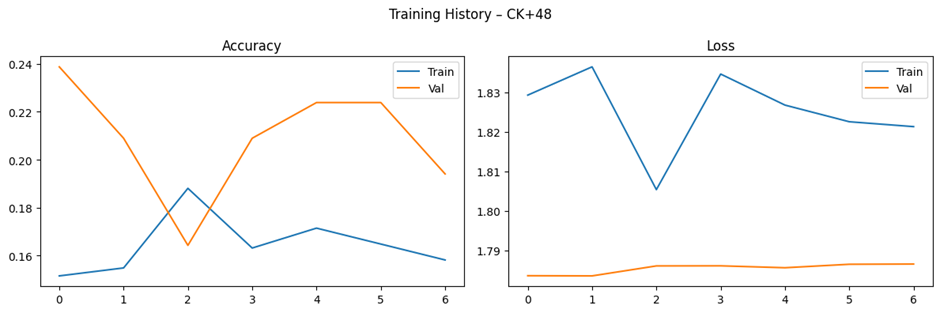 Training History – CK+48
Accuracy
0.24
0.22
0.20
0.18
0.16
0 1 2 3 4 5 6
Train
Val
Loss
1.83
1.82
1.81
1.80
1.79
0 1 2 3 4 5 6
Train
Val